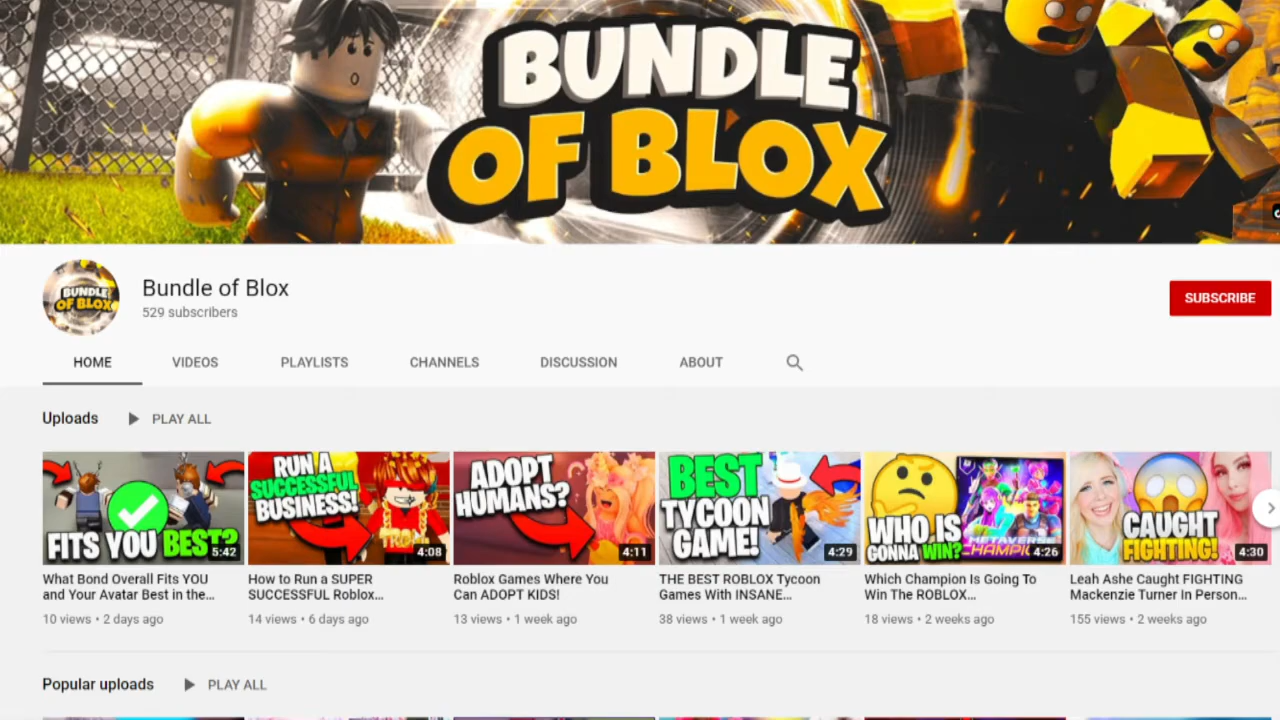 BUNDLE
OF BLOX
BUNDLE
OF BLOX
Bundle of Blox
529 subscribers
SUBSCRIBE
HOME
VIDEOS
PLAYLISTS
CHANNELS
DISCUSSION
ABOUT
Uploads
PLAY ALL
FITS YOU BEST?
5:42
RUN A
SUCCESSFUL
BUSINESS!
4:08
ADOPT
HUMANS?
4:11
BEST
TYCOON
GAME!
4:29
WHO IS
GONNA WIN?
METAVERSE
4:26
CAUGHT
FIGHTING!
4:30
What Bond Overall Fits YOU
and Your Avatar Best in the...
10 views • 2 days ago
How to Run a SUPER
SUCCESSFUL Roblox...
14 views • 6 days ago
Roblox Games Where You
Can ADOPT KIDS!
13 views • 1 week ago
THE BEST ROBLOX Tycoon
Games With INSANE...
38 views • 1 week ago
Which Champion Is Going To
Win The ROBLOX...
18 views • 2 weeks ago
Leah Ashe Caught FIGHTING
Mackenzie Turner In Person...
155 views • 2 weeks ago
Popular uploads
PLAY ALL